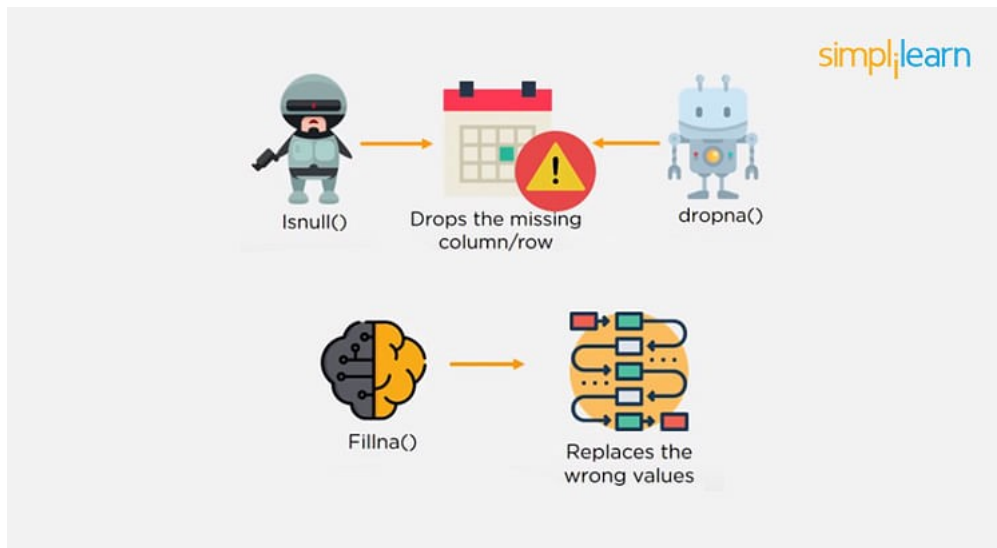 simplilearn
Isnull()
Drops the missing
column/row
dropna()
Fillna()
Replaces the
wrong values